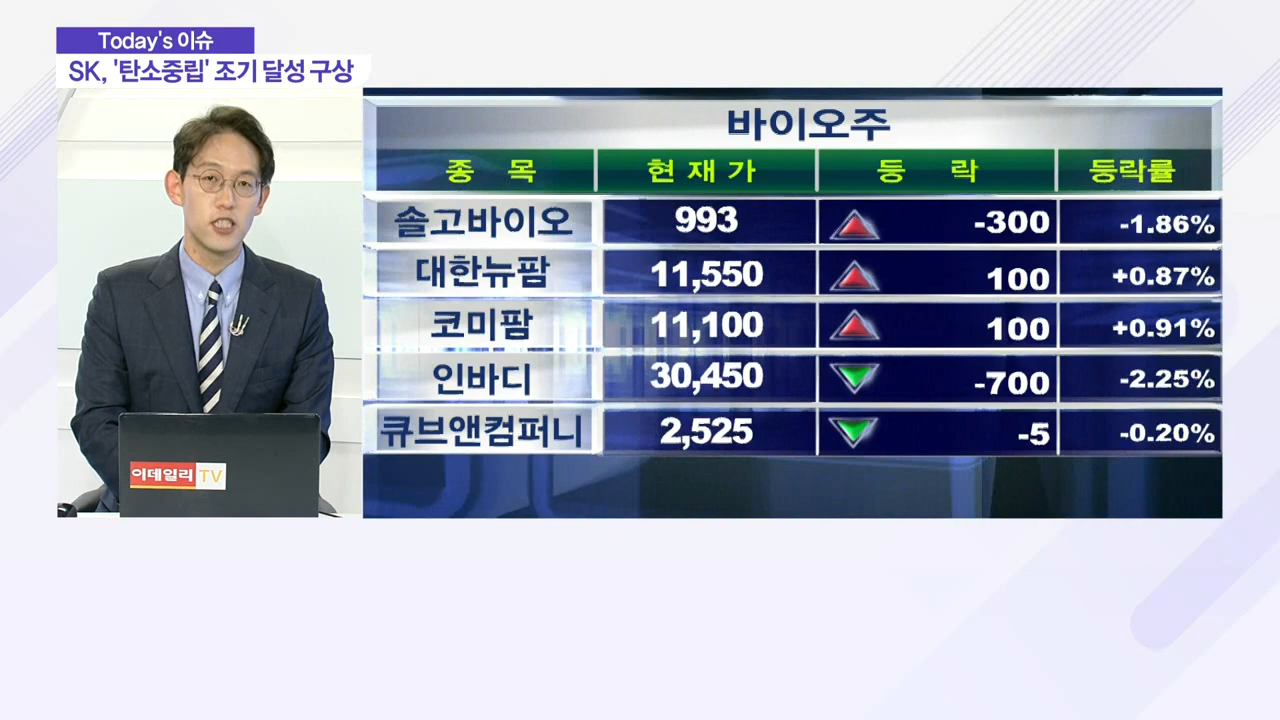 Today's 이슈
SK, '탄소중립' 조기 달성 구상
바이오주
종 목 현재가 등 락 등락률
솔고바이오 993 -300 -1.86%
대한뉴팜 11,550 100 +0.87%
코미팜 11,100 100 +0.91%
인바디 30,450 -700 -2.25%
큐브앤컴퍼니 2,525 -5 -0.20%
이데일리 TV